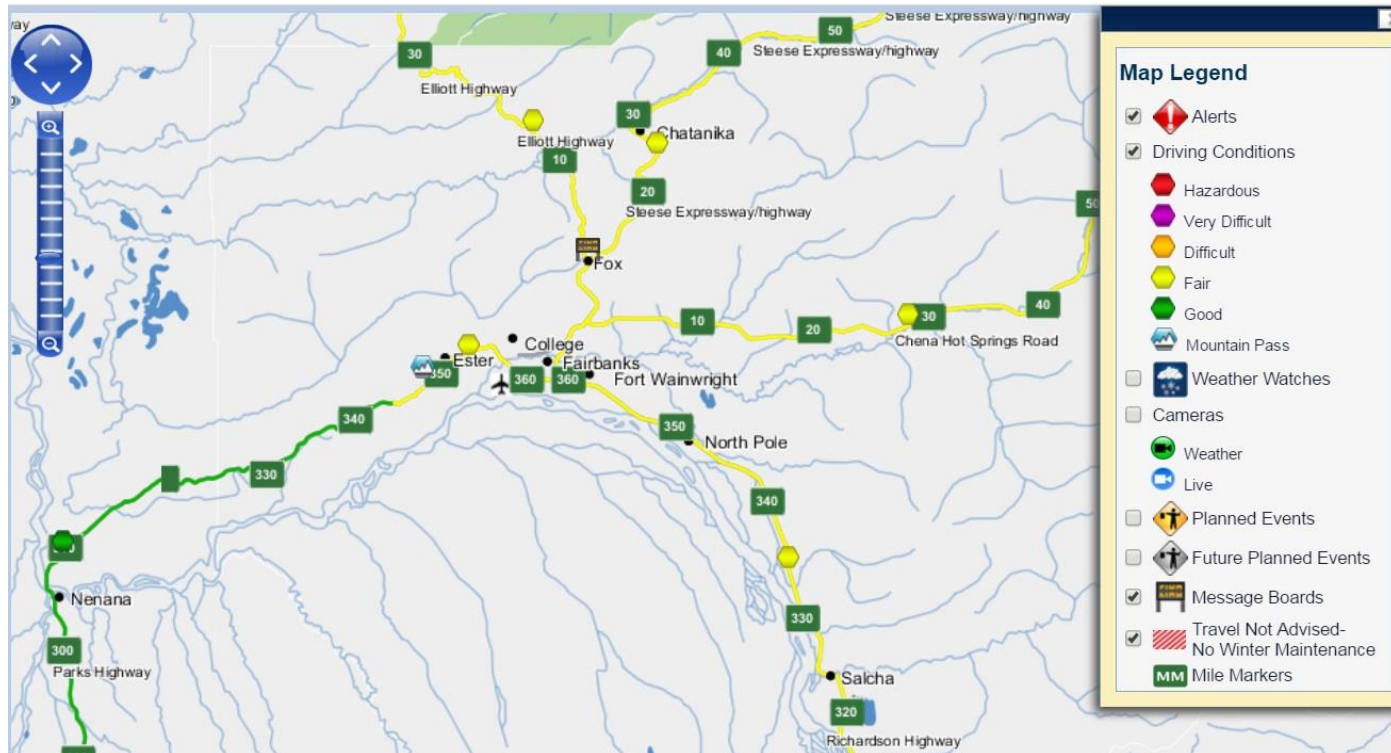 way
30
Elliott Highway
Elliott Highway
10
Steese Expressway/highway
50
40
Steese Expressway/highway
30
Chatanika
20
Steese Expressway/highway
50
Fox
10
20
30
40
Chena Hot Springs Road
College
Ester
Fairbanks
350
360
360
Fort Wainwright
340
330
350
North Pole
340
330
Nenana
300
Parks Highway
Salcha
320
Richardson Highway
Map Legend
Alerts
Driving Conditions
Hazardous
Very Difficult
Difficult
Fair
Good
Mountain Pass
Weather Watches
Cameras
Weather
Live
Planned Events
Future Planned Events
Message Boards
Travel Not Advised-
No Winter Maintenance
MM Mile Markers